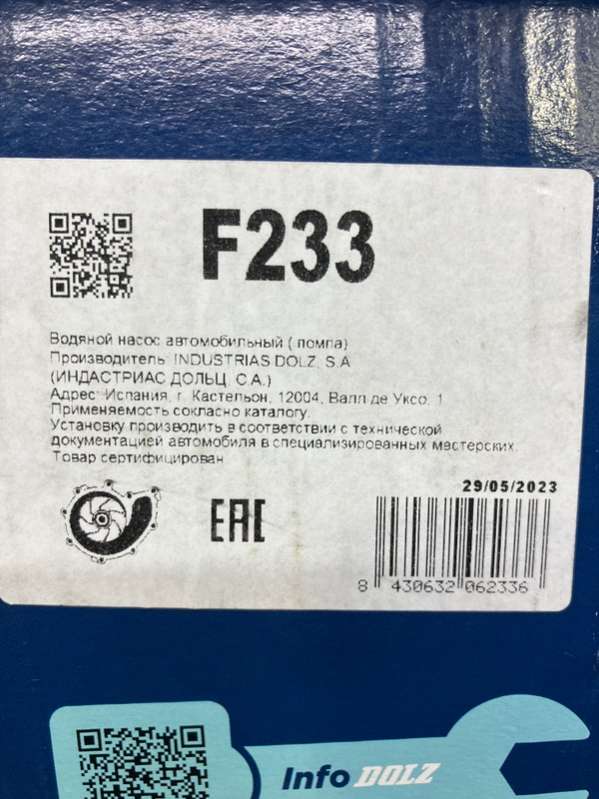 F233
Водяной насос автомобильный ( помпа)
Производитель: INDUSTRIAS DOLZ, S.A
(ИНДАСТРИАС ДОЛЬЦ, С.А.)
Адрес: Испания, г. Кастельон, 12004, Валл де Уксо, 1
Применяемость согласно каталогу.
Установку производить в соответствии с технической
документацией автомобиля в специализированных мастерских.
Товар сертифицирован
29/05/2023
EAC
8 430632 062336
Info DOLZ